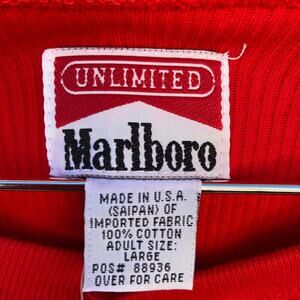 UNLIMITED
Marlboro
MADE IN U.S.A.
(SAIPAN) OF
IMPORTED FABRIC
100% COTTON
ADULT SIZE:
LARGE
POS# 88936
OVER FOR CARE